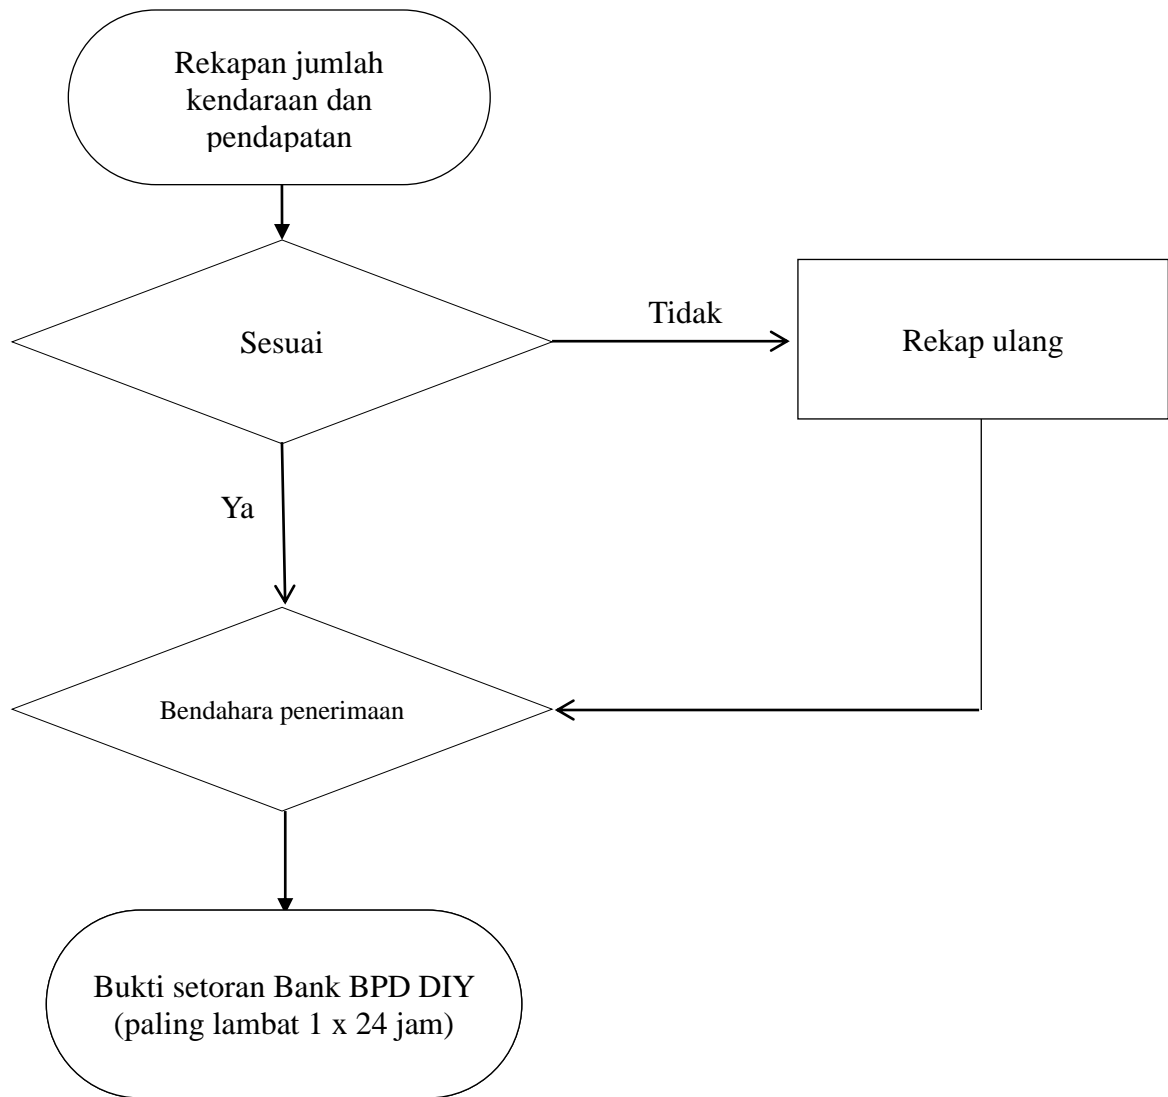 Rekapan jumlah
kendaraan dan
pendapatan
Sesuai
Tidak
Rekap ulang
Ya
Bendahara penerimaan
Bukti setoran Bank BPD DIY
(paling lambat 1 x 24 jam)